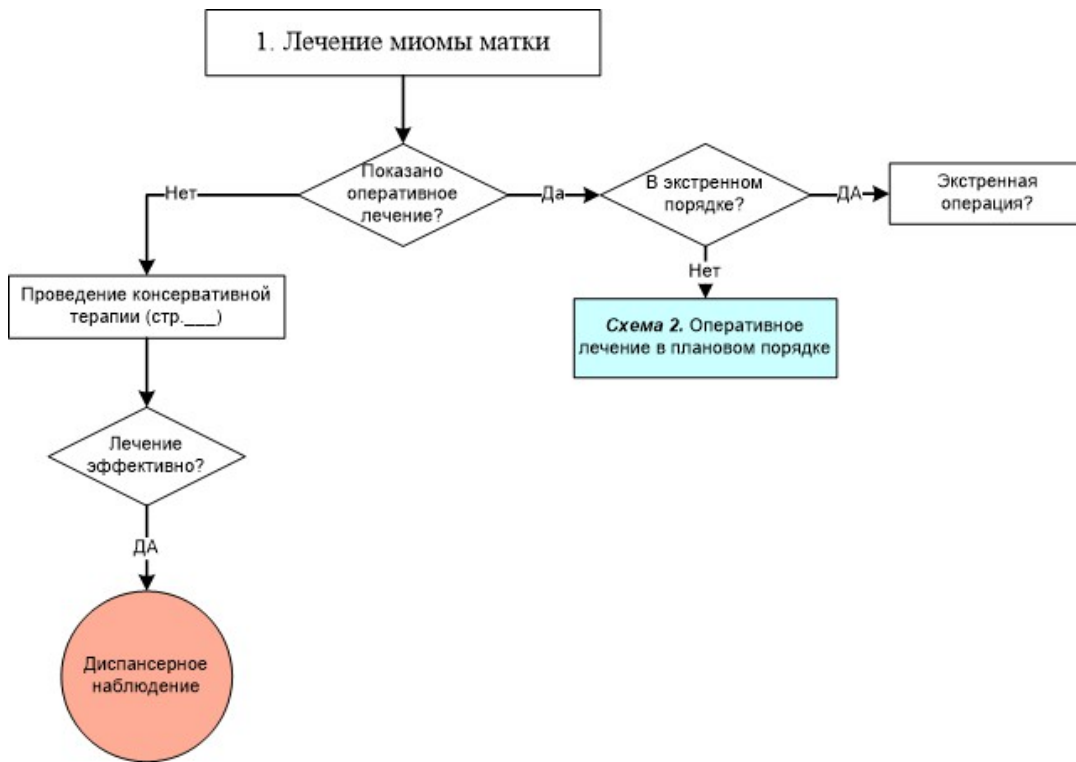 1. Лечение миомы матки
Показано
оперативное
лечение?
Нет
Да
В экстренном
порядке?
ДА
Экстренная
операция?
Нет
Проведение консервативной
терапии (стр.___)
Схема 2. Оперативное
лечение в плановом порядке
Лечение
эффективно?
ДА
Диспансерное
наблюдение